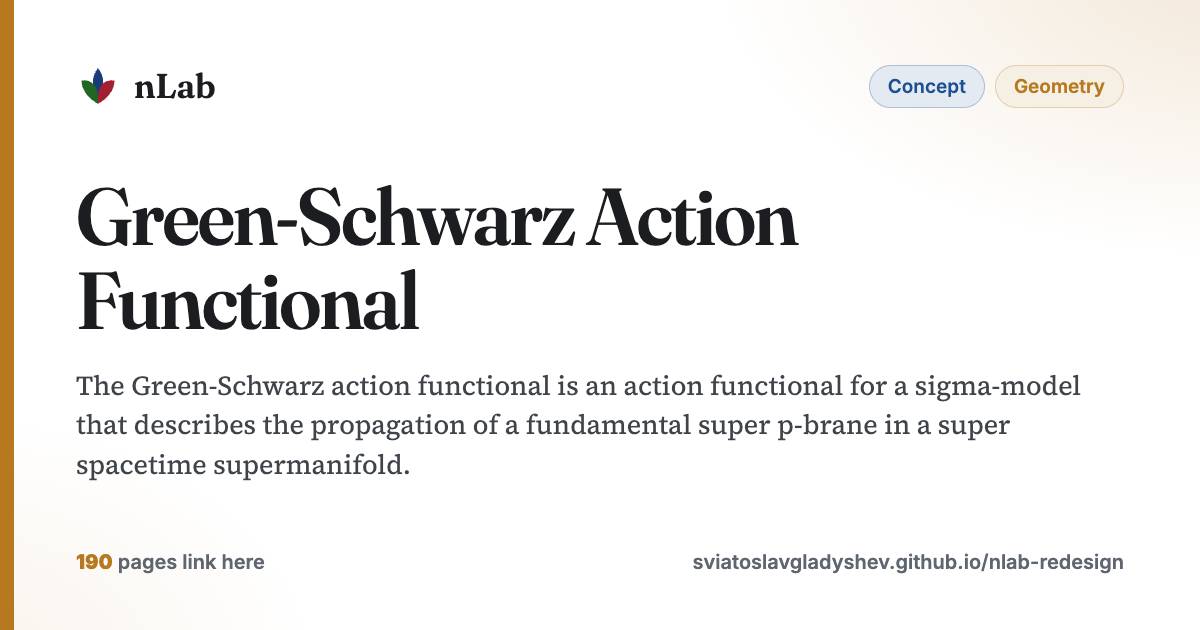 nLab
Concept
Geometry
Green-Schwarz Action
Functional
The Green-Schwarz action functional is an action functional for a sigma-model
that describes the propagation of a fundamental super p-brane in a super
spacetime supermanifold.
190 pages link here
sviatoslavgladyshev.github.io/nlab-redesign